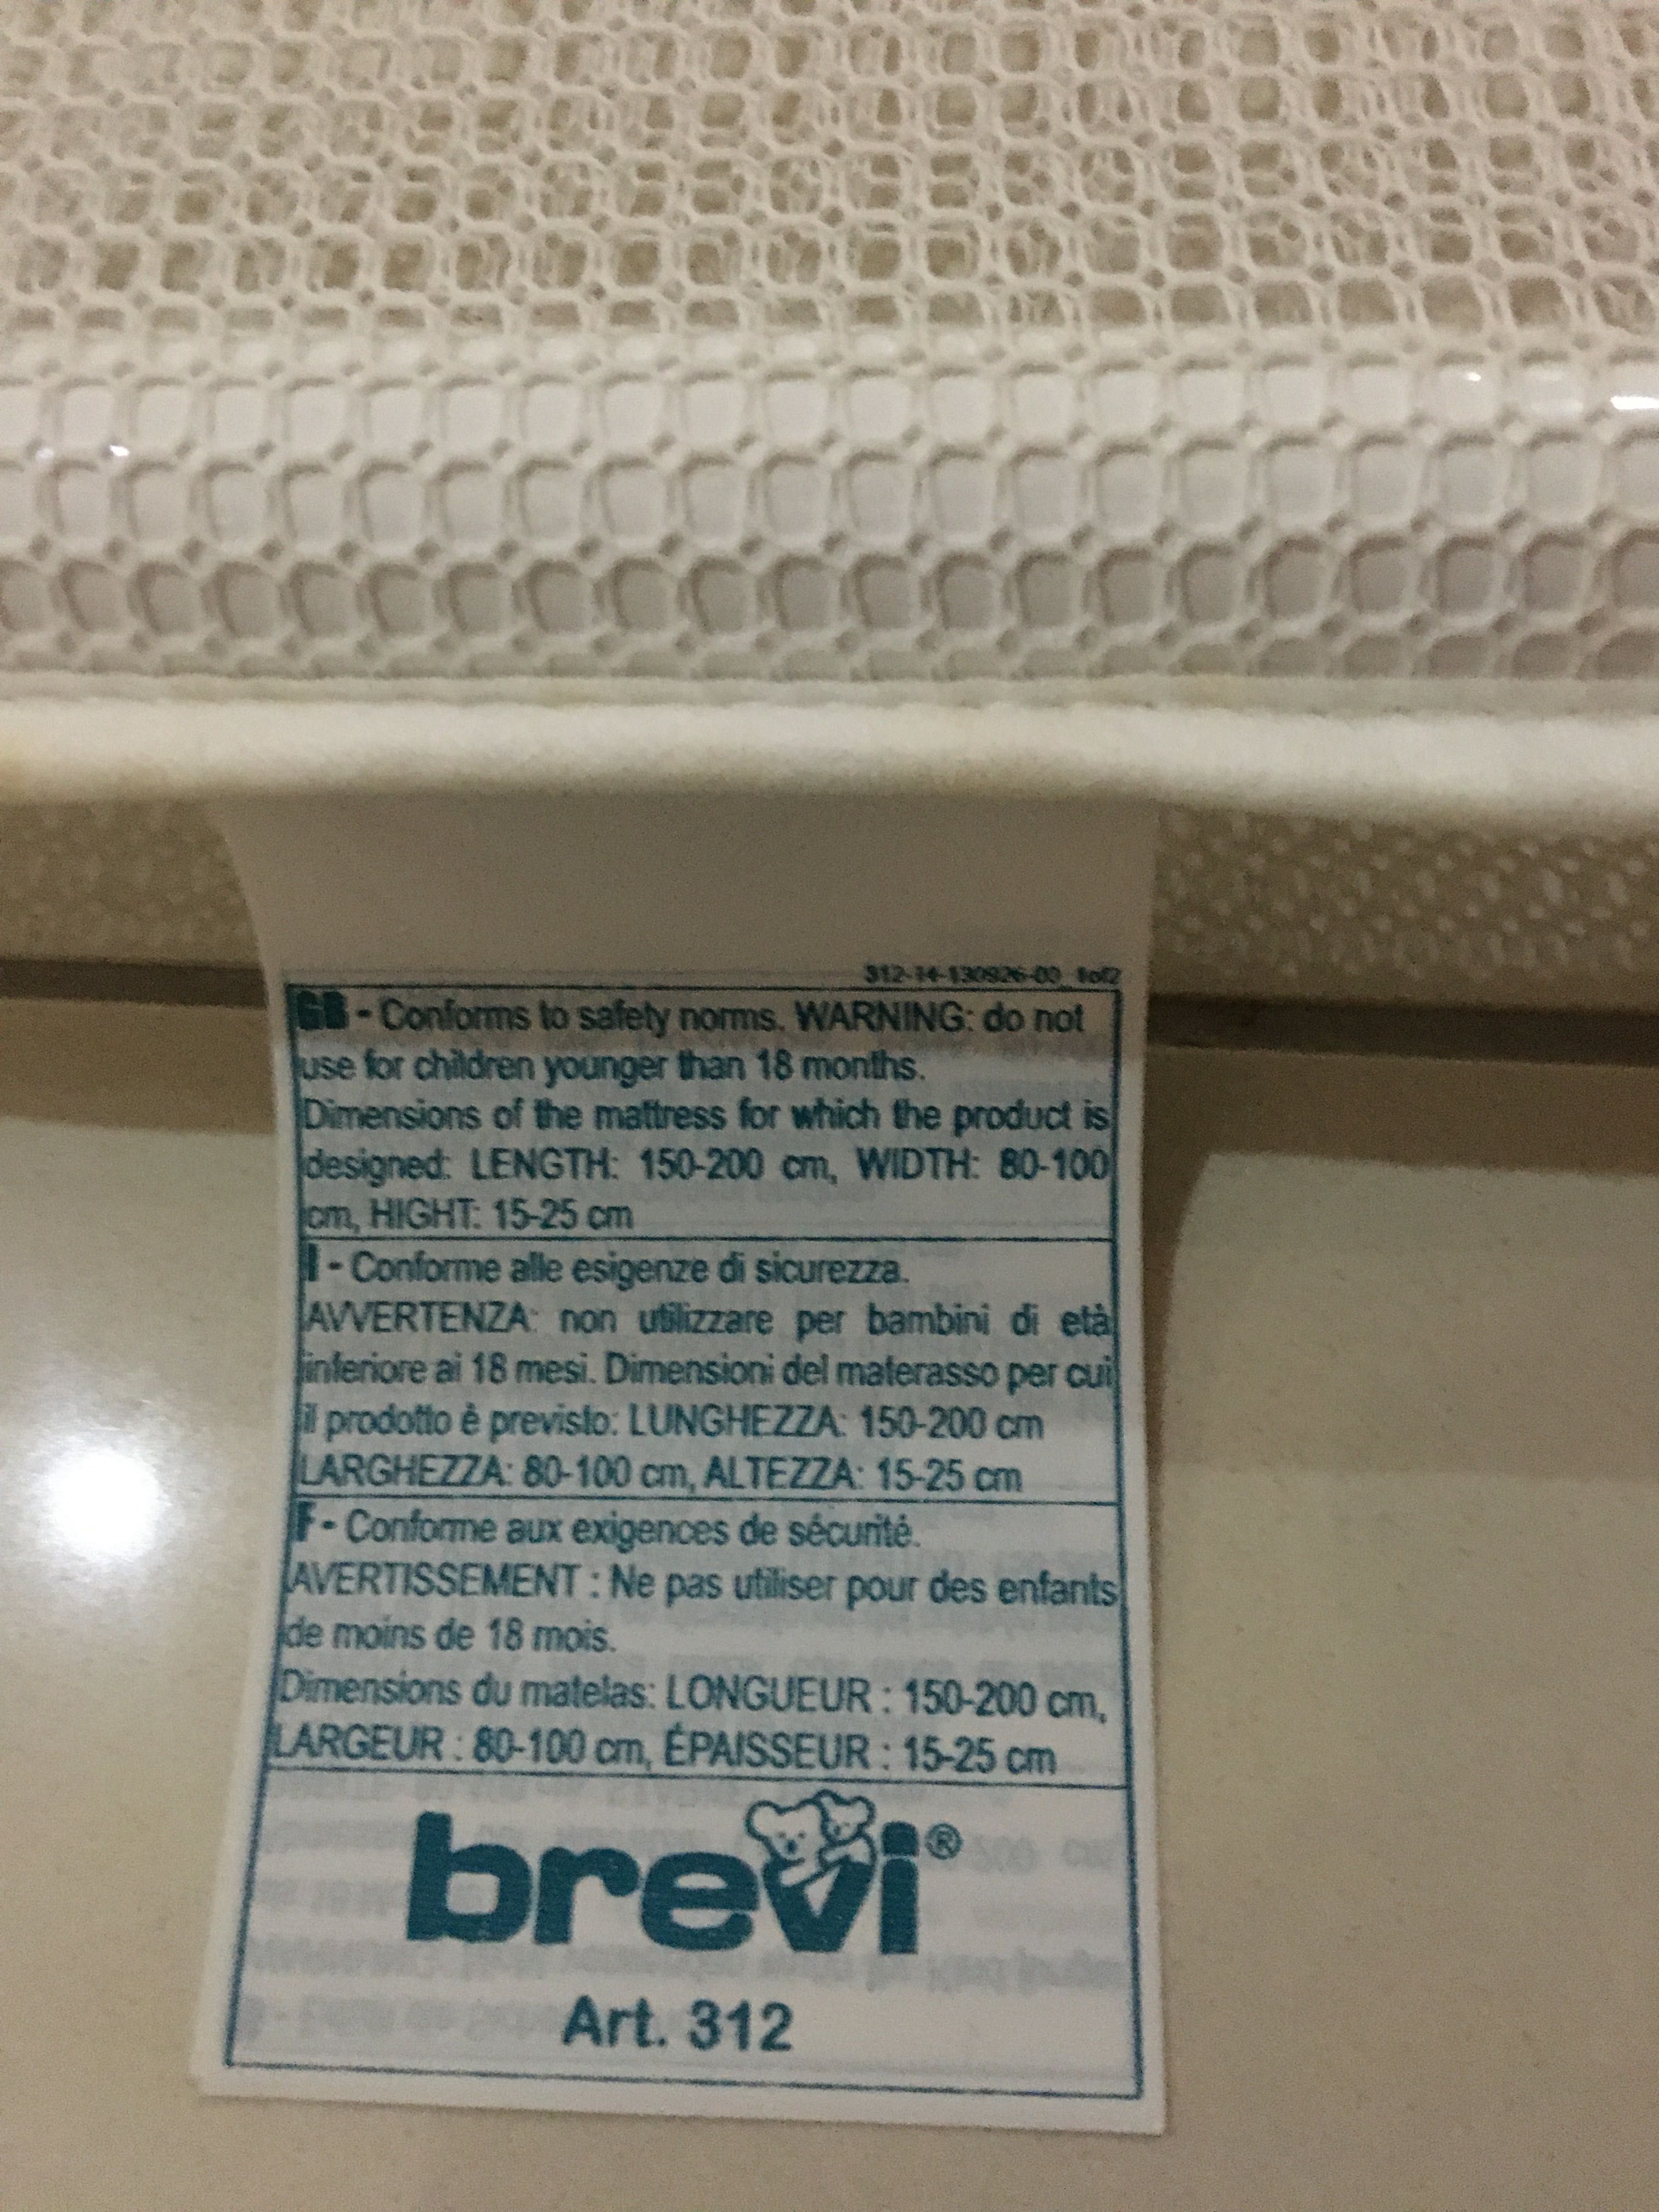 312-14-130926-00_1of2
GB - Conforms to safety norms. WARNING: do not
use for children younger than 18 months.
Dimensions of the mattress for which the product is
designed: LENGTH: 150-200 cm, WIDTH: 80-100
cm, HIGHT: 15-25 cm
I - Conforme alle esigenze di sicurezza.
AVVERTENZA: non utilizzare per bambini di età
inferiore ai 18 mesi. Dimensioni del materasso per cui
il prodotto è previsto: LUNGHEZZA: 150-200 cm
LARGHEZZA: 80-100 cm, ALTEZZA: 15-25 cm
F - Conforme aux exigences de sécurité.
AVERTISSEMENT : Ne pas utiliser pour des enfants
de moins de 18 mois.
Dimensions du matelas: LONGUEUR : 150-200 cm,
LARGEUR : 80-100 cm, ÉPAISSEUR : 15-25 cm
brevi®
Art. 312